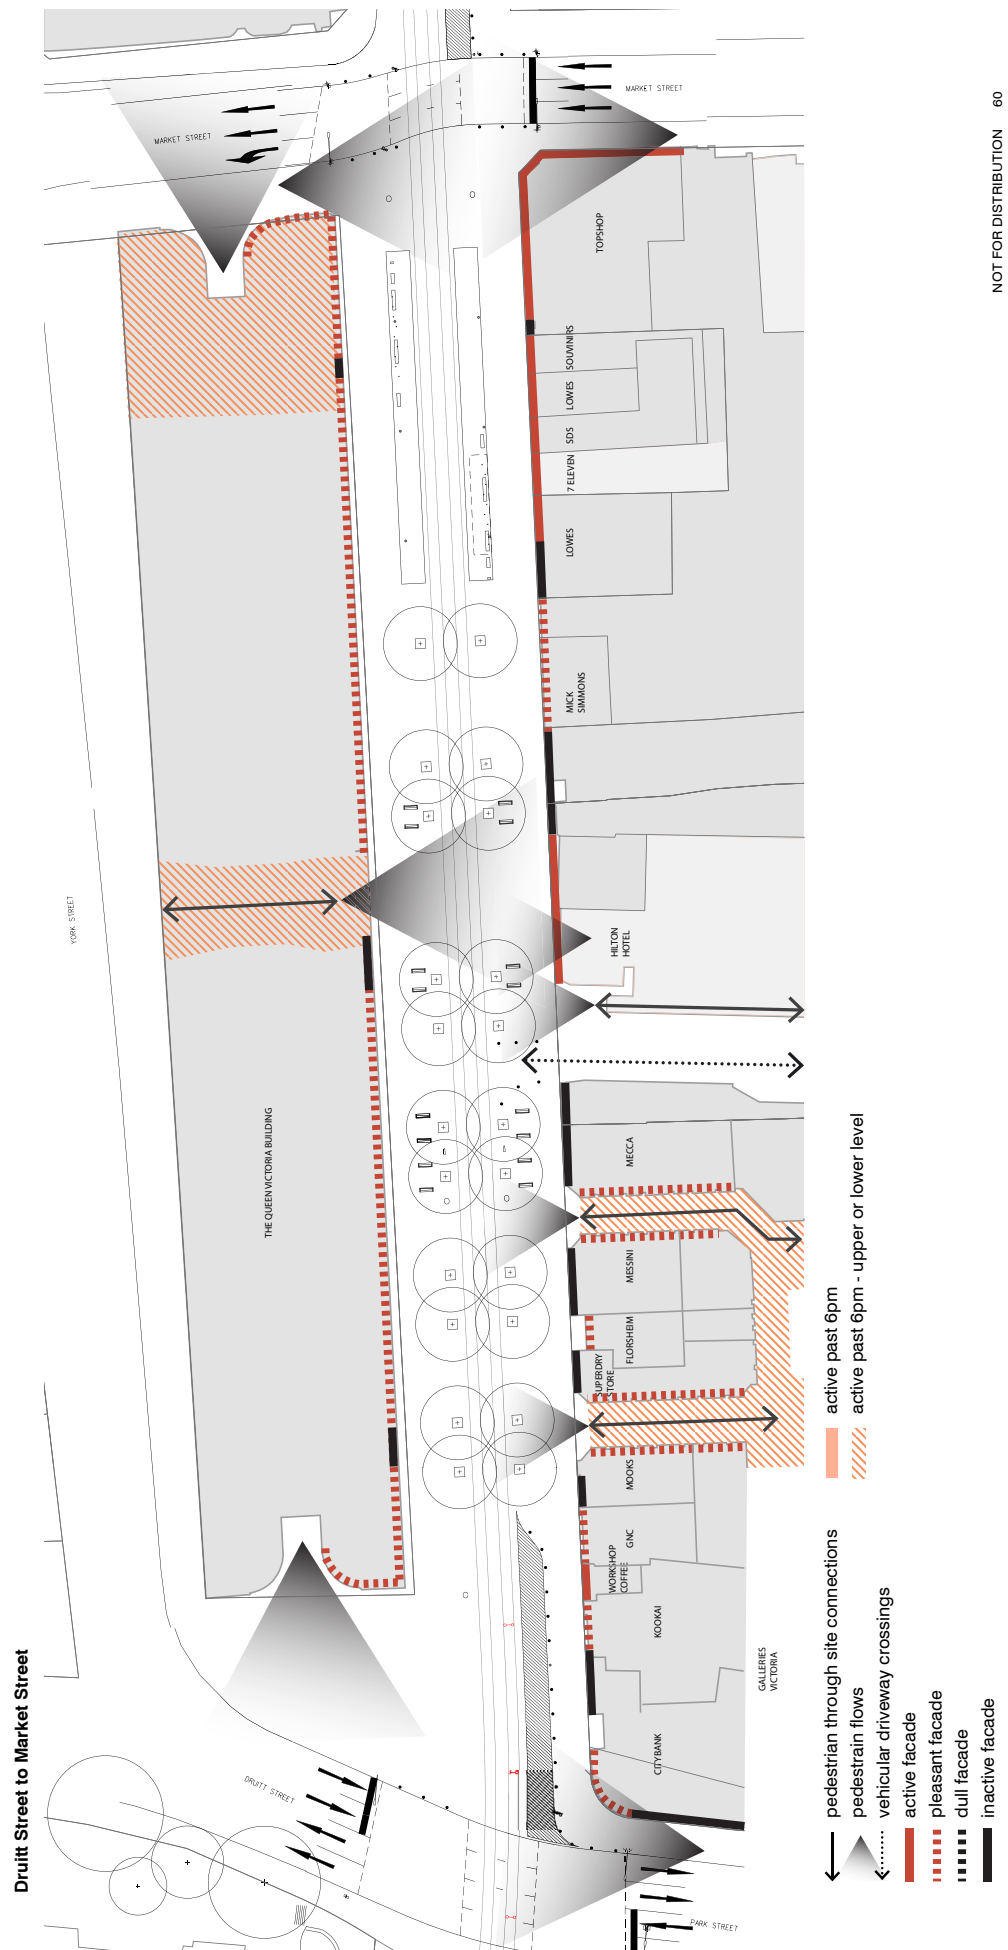 Druitt Street to Market Street
MARKET STREET
MARKET STREET
TOPSHOP
SOUVINIRS
LOWES
SDS
7 ELEVEN
LOWES
MICK
SIMMONS
YORK STREET
HILTON
HOTEL
THE QUEEN VICTORIA BUILDING
MECCA
MESSINI
FLORSHEIM
SUPERDRY
STORE
MOOKS
GNC
WORKSHOP
COFFE
KOOKAI
GALLERIES
VICTORIA
CITYBANK
DRUITT STREET
PARK STREET
pedestrian through site connections
pedestrain flows
vehicular driveway crossings
active facade
pleasant facade
dull facade
inactive facade
active past 6pm
active past 6pm - upper or lower level
NOT FOR DISTRIBUTION 60